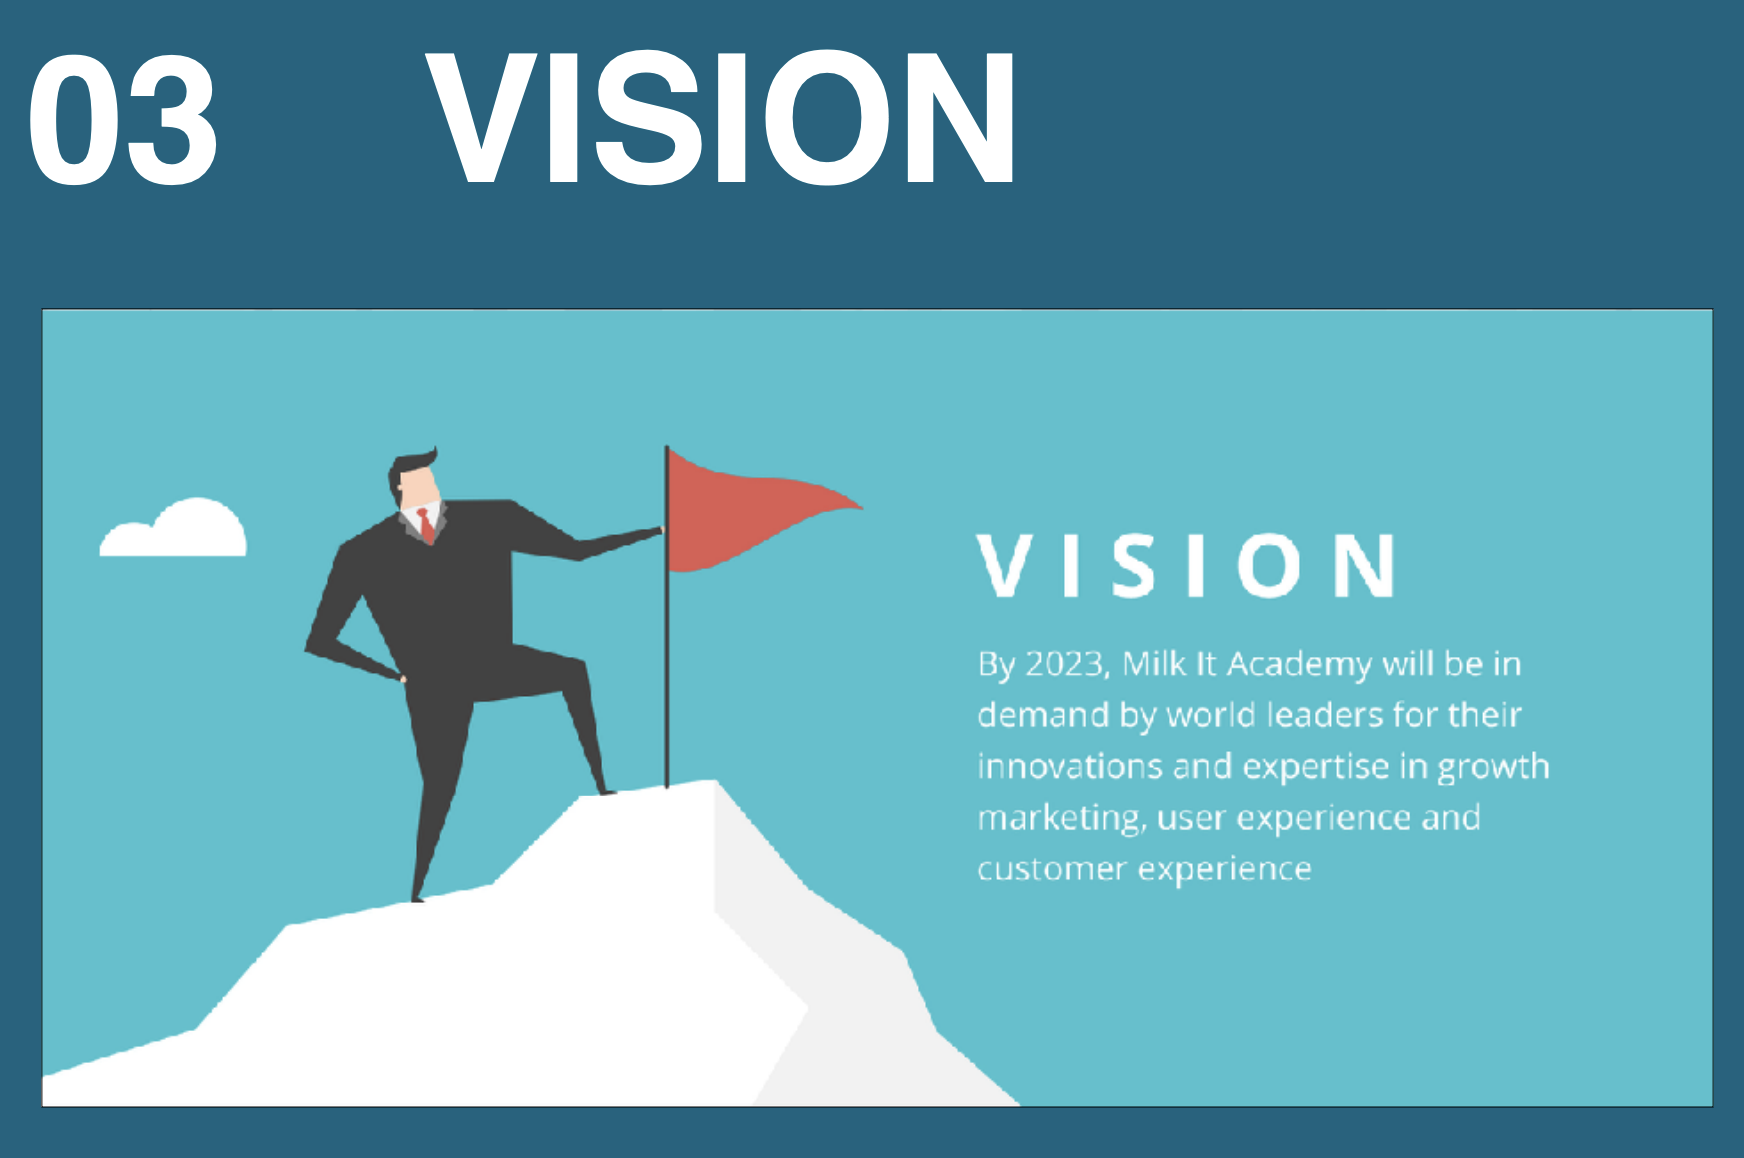 03 VISION
VISION
By 2023, Milk It Academy will be in
demand by world leaders for their
innovations and expertise in growth
marketing, user experience and
customer experience